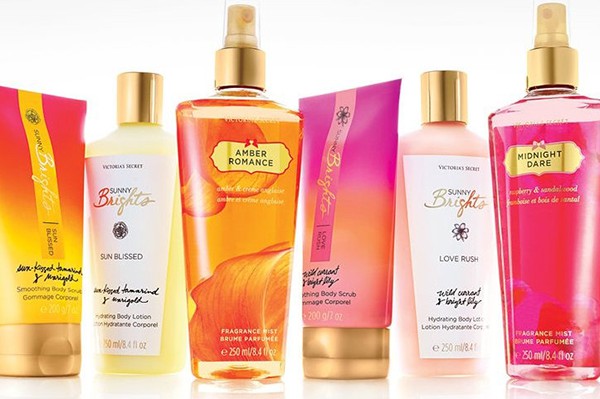 SUNNY
Brights
SUN
BLISSED
sun-kissed tamarind
& marigold
Smoothing Body Scrub
Gommage Corporel
200 g/7 oz
VICTORIA'S SECRET
SUNNY
Brights
SUN BLISSED
sun-kissed tamarind
& marigold
Hydrating Body Lotion
Lotion Hydratante Corporel
250 ml/8.4 fl oz
VICTORIA'S SECRET
AMBER
ROMANCE
amber & crème anglaise
ambre et crème anglaise
FRAGRANCE MIST
BRUME PARFUMÉE
e 250 ml/8.4 fl oz
SUNNY
Brights
LOVE
RUSH
wild currant
& bright lily
thing Body Scrub
Gommage Corporel
e 200 g/7 oz
VICTORIA'S SECRET
SUNNY
Brights
LOVE RUSH
wild currant
& bright lily
Hydrating Body Loti
Lotion Hydratante Corporel
e 250 ml/8.4 fl oz
VICTORIA'S SECRET
MIDNIGHT
DARE
raspberry & sandalwood
framboise et bois de santal
FRAGRANCE MIST
BRUME PARFUMÉE
e 250 ml/8.4 fl oz